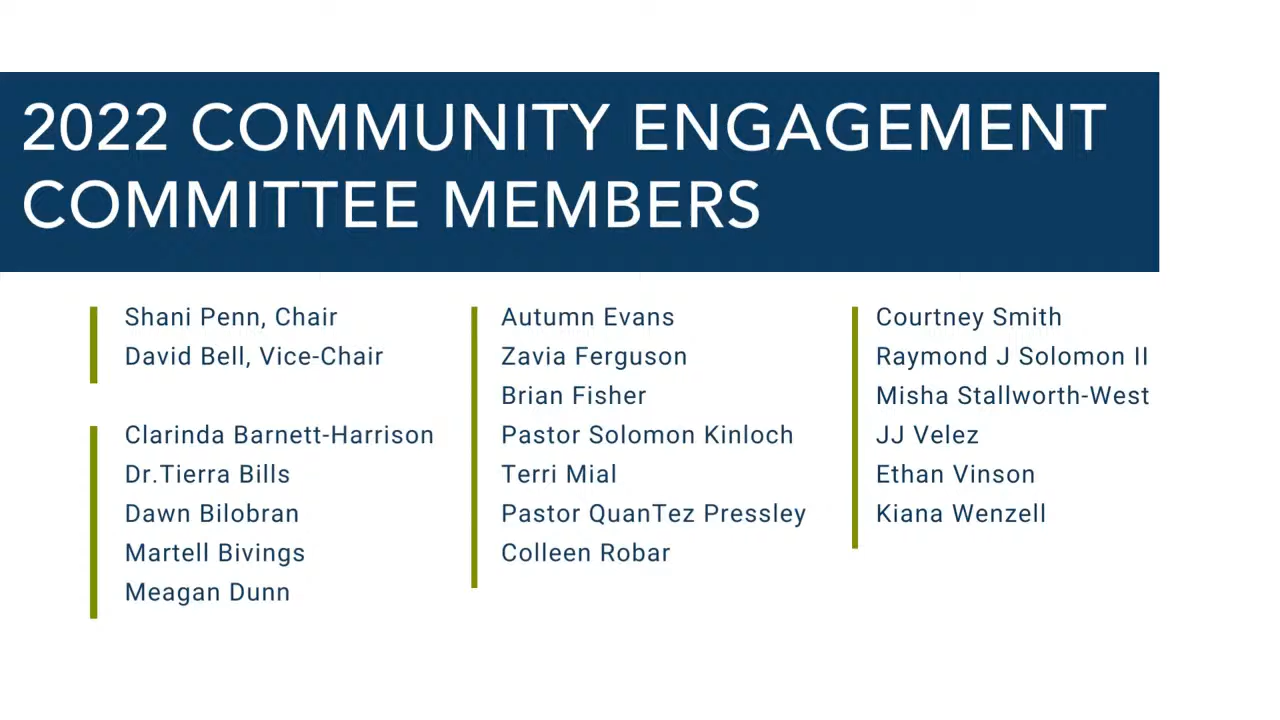 2022 COMMUNITY ENGAGEMENT
COMMITTEE MEMBERS
Shani Penn, Chair
David Bell, Vice-Chair
Clarinda Barnett-Harrison
Dr.Tierra Bills
Dawn Bilobran
Martell Bivings
Meagan Dunn
Autumn Evans
Zavia Ferguson
Brian Fisher
Pastor Solomon Kinloch
Terri Mial
Pastor QuanTez Pressley
Colleen Robar
Courtney Smith
Raymond J Solomon II
Misha Stallworth-West
JJ Velez
Ethan Vinson
Kiana Wenzell